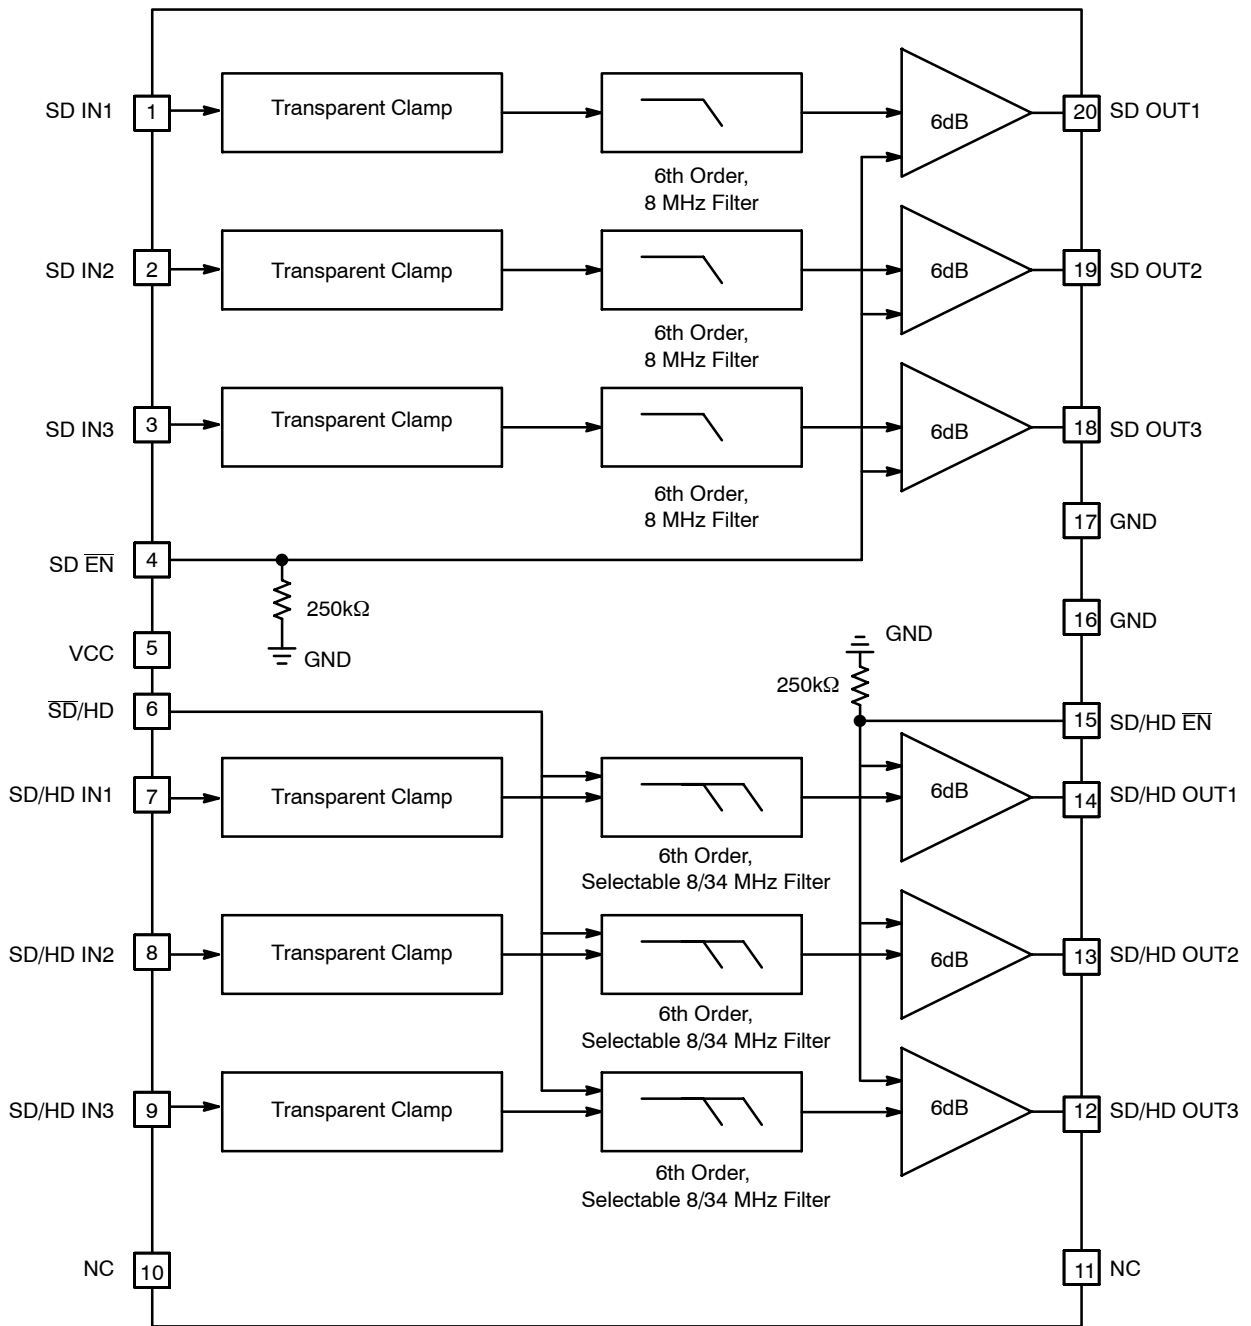 SD IN1
1
Transparent Clamp
6th Order,
8 MHz Filter
6dB
20
SD OUT1
SD IN2
2
Transparent Clamp
6th Order,
8 MHz Filter
6dB
19
SD OUT2
SD IN3
3
Transparent Clamp
6th Order,
8 MHz Filter
6dB
18
SD OUT3
17
GND
SD E̅N̅
4
250kΩ
GND
16
GND
VCC
5
GND
250kΩ
S̅D̅/HD
6
15
SD/HD E̅N̅
SD/HD IN1
7
Transparent Clamp
6th Order,
Selectable 8/34 MHz Filter
6dB
14
SD/HD OUT1
SD/HD IN2
8
Transparent Clamp
6th Order,
Selectable 8/34 MHz Filter
6dB
13
SD/HD OUT2
SD/HD IN3
9
Transparent Clamp
6th Order,
Selectable 8/34 MHz Filter
6dB
12
SD/HD OUT3
NC
10
11
NC